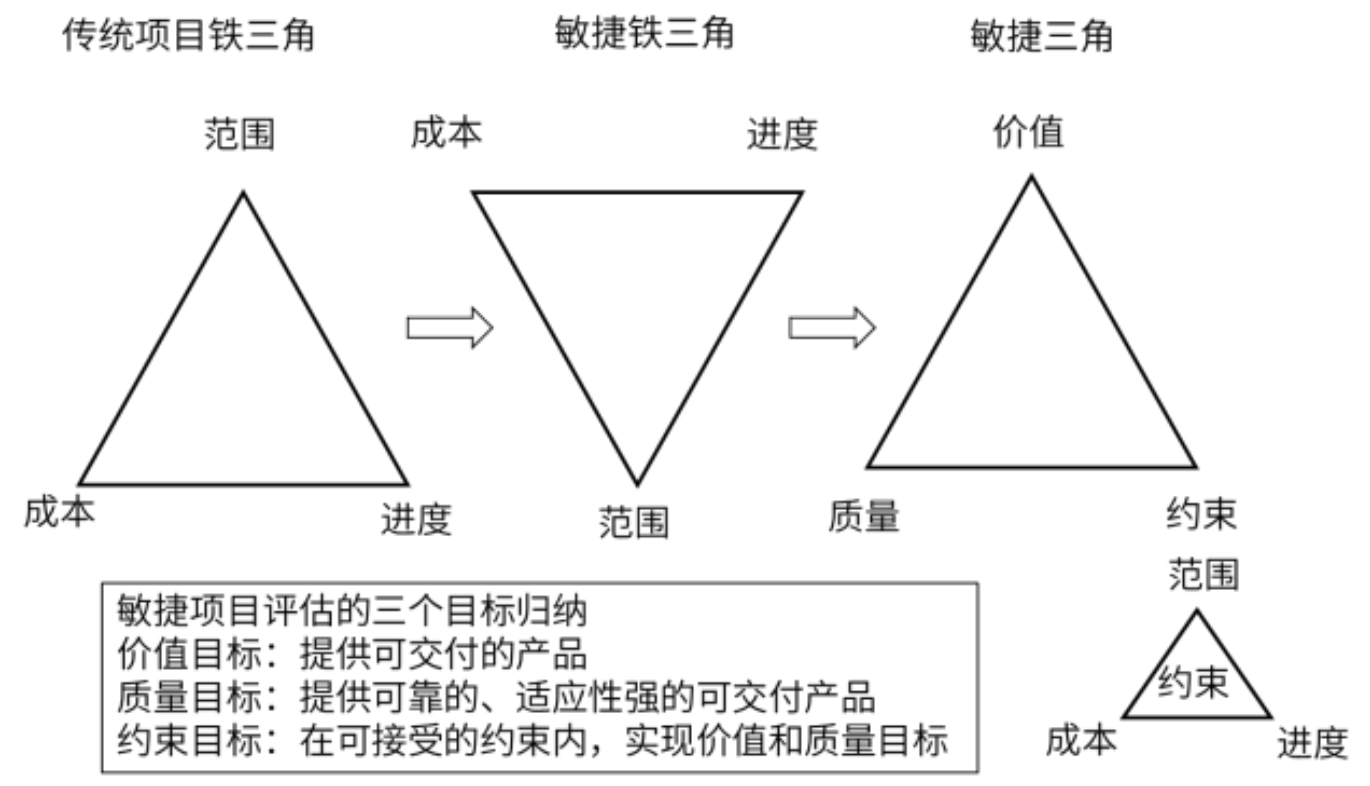 传统项目铁三角
敏捷铁三角
敏捷三角
范围
成本
进度
价值
成本
进度
范围
质量
约束
范围
约束
成本
进度
敏捷项目评估的三个目标归纳
价值目标：提供可交付的产品
质量目标：提供可靠的、适应性强的可交付产品
约束目标：在可接受的约束内，实现价值和质量目标